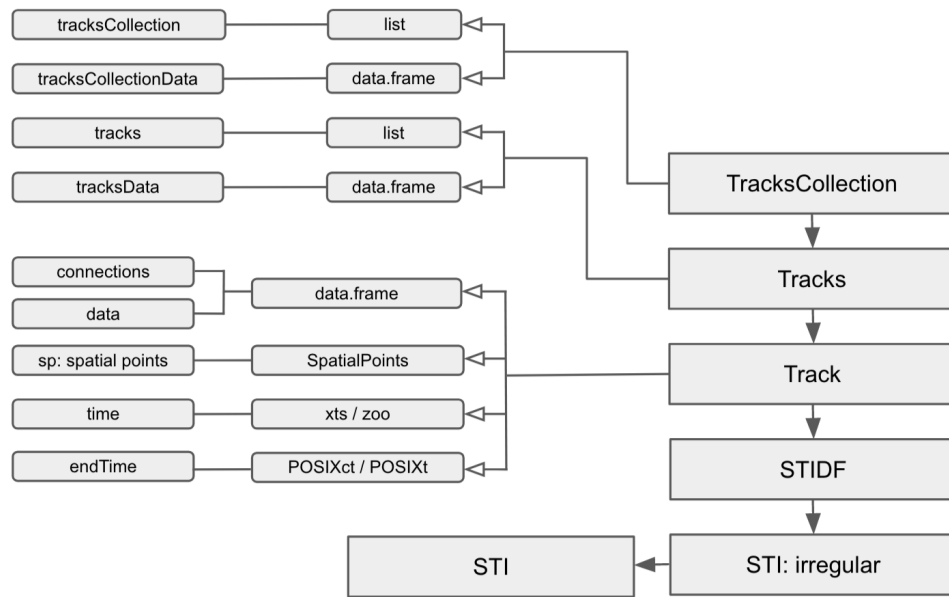 tracksCollection
list
tracksCollectionData
data.frame
tracks
list
tracksData
data.frame
TracksCollection
Tracks
connections
data
data.frame
sp: spatial points
SpatialPoints
Track
time
xts / zoo
endTime
POSIXct / POSIXt
STIDF
STI
STI: irregular